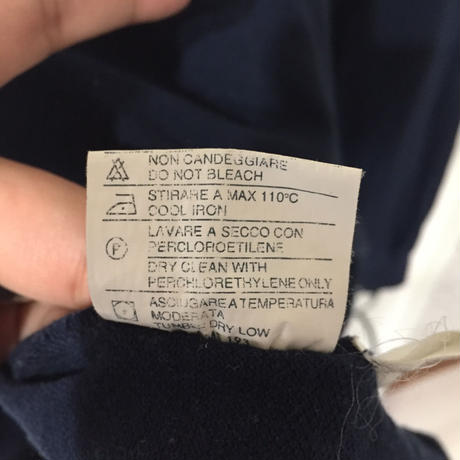 NON CANDEGGIARE
DO NOT BLEACH
STIRARE A MAX 110°C
COOL IRON
LAVARE A SECCO CON
PERCLOROETILENE
DRY CLEAN WITH
PERCHLORETHYLENE ONLY
ASCIUGARE A TEMPERATURA
MODERATA
TUMBLE DRY LOW
193